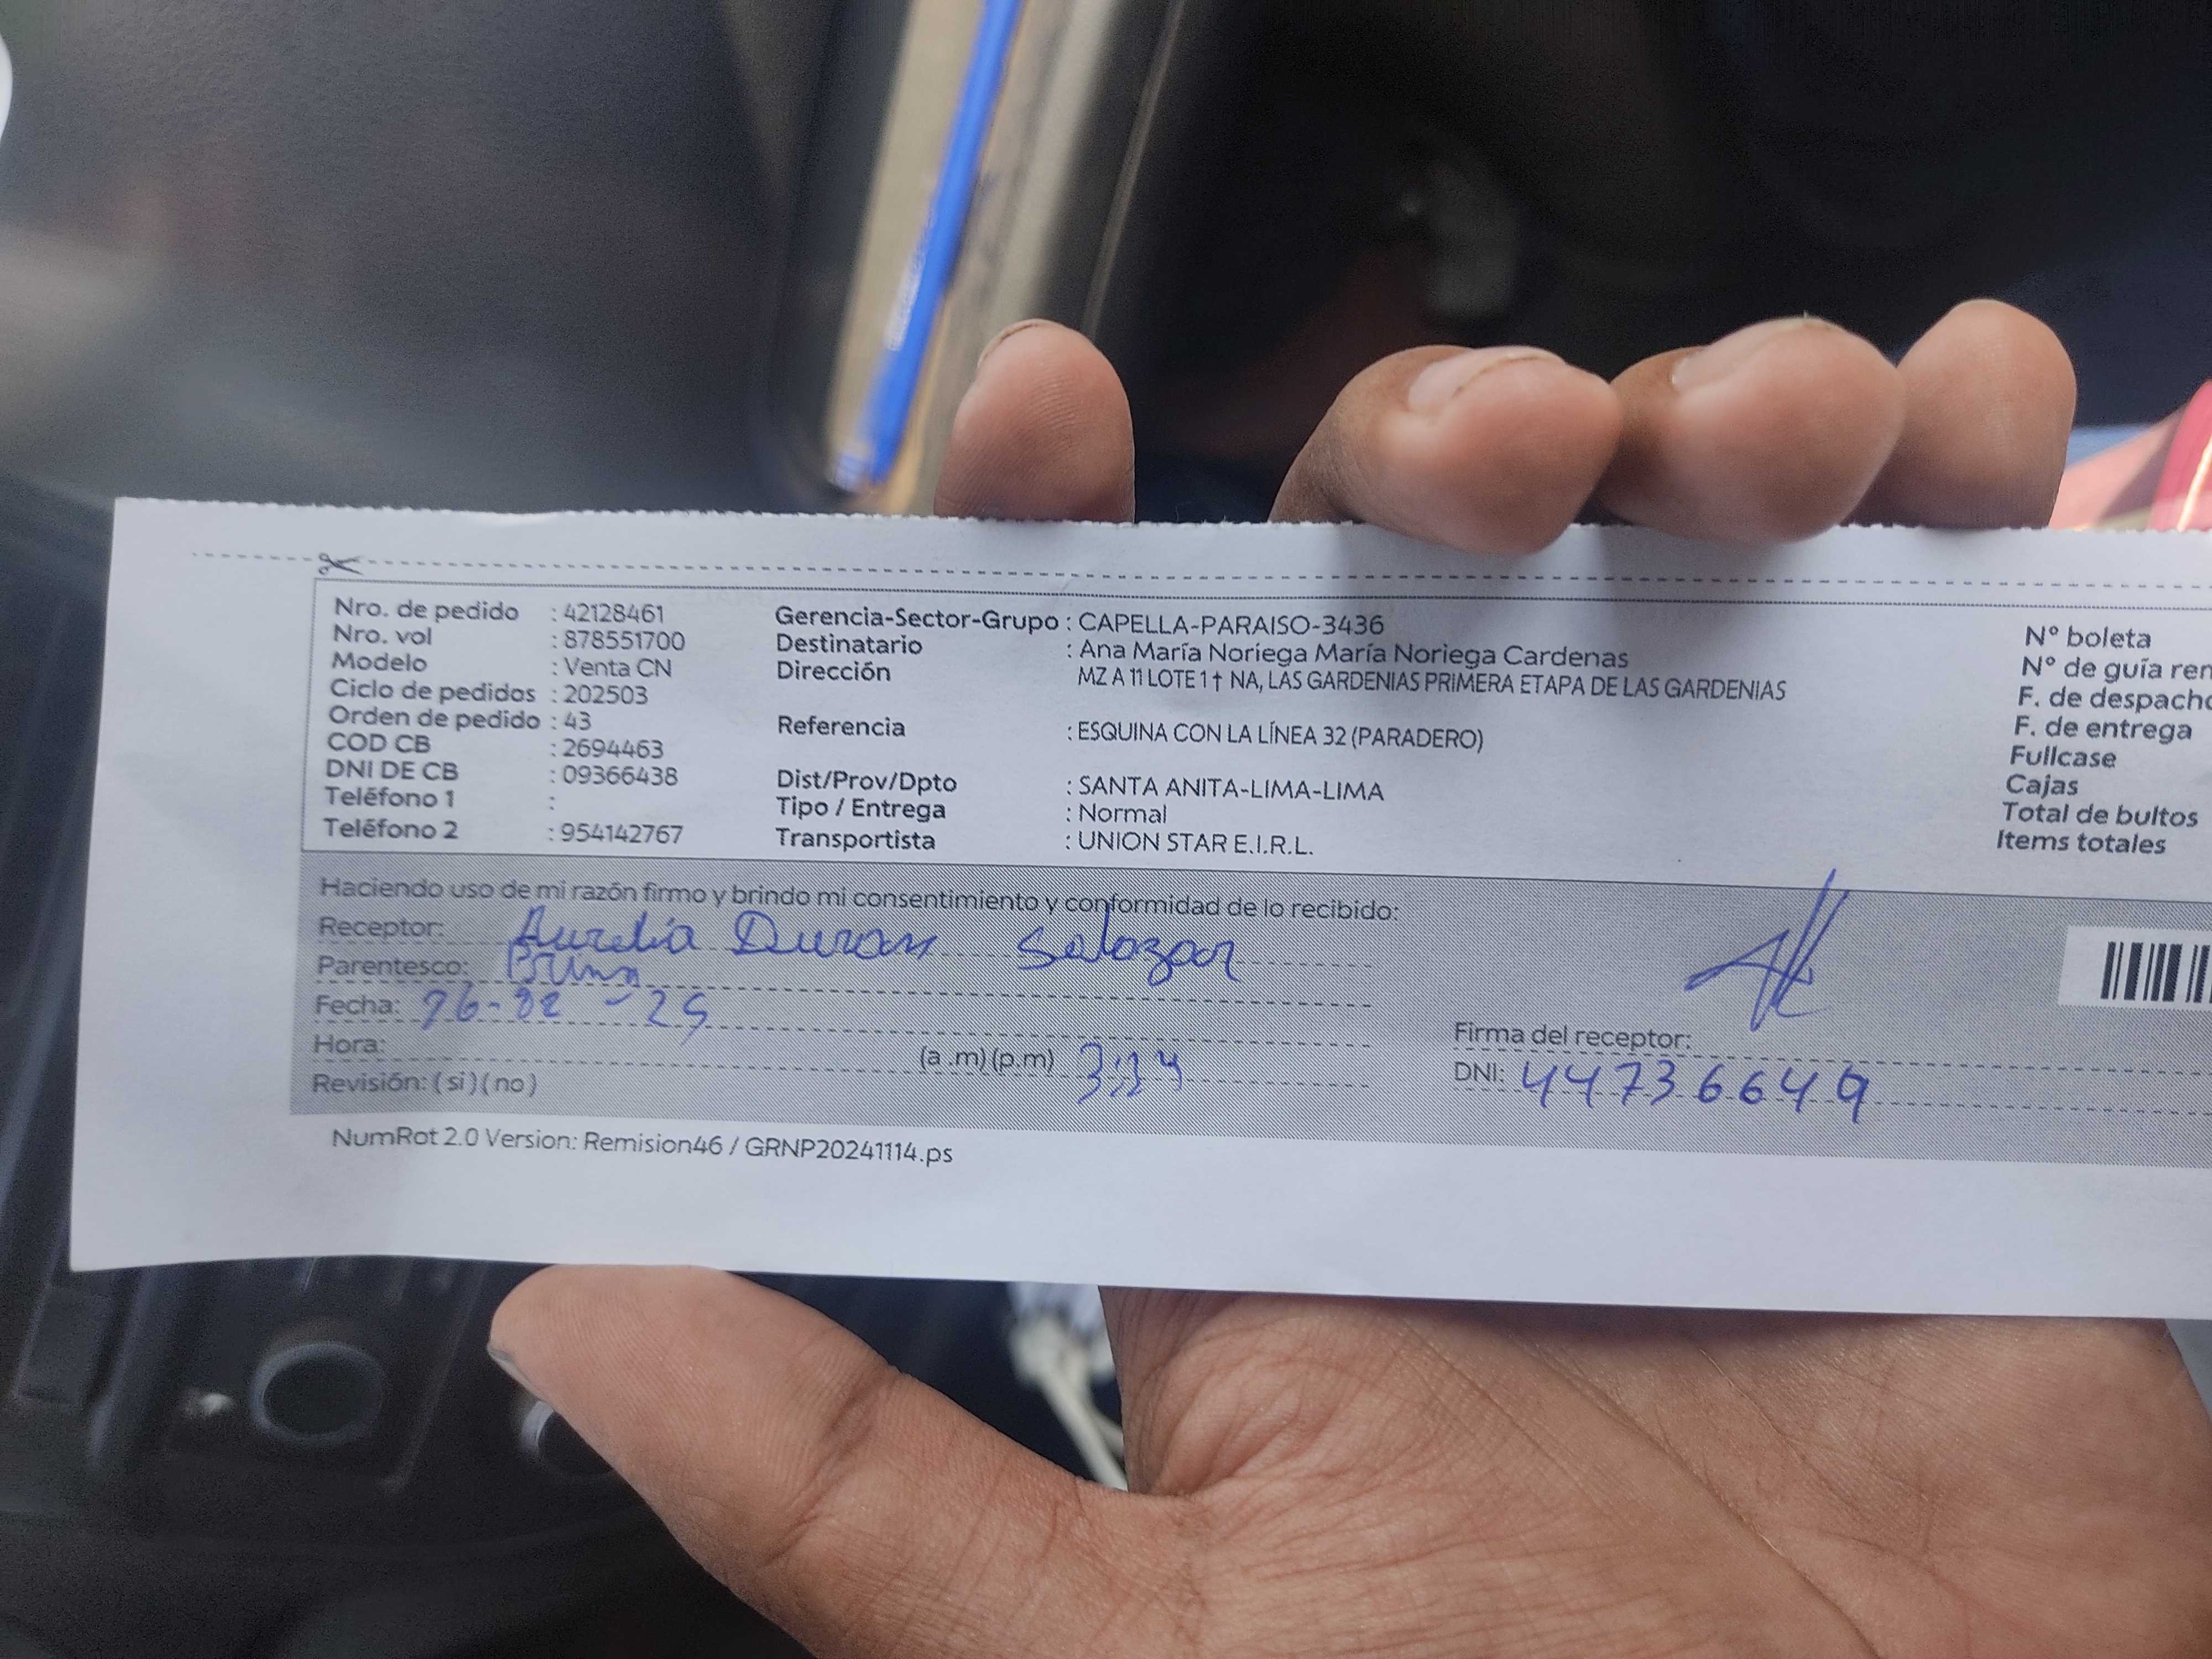 Nro. de pedido : 42128461
Nro. vol : 878551700
Modelo : Venta CN
Ciclo de pedidos : 202503
Orden de pedido : 43
COD CB : 2694463
DNI DE CB : 09366438
Teléfono 1 :
Teléfono 2 : 954142767
Gerencia-Sector-Grupo : CAPELLA-PARAISO-3436
Destinatario : Ana María Noriega María Noriega Cardenas
Dirección MZ A 11 LOTE 1 † NA, LAS GARDENIAS PRIMERA ETAPA DE LAS GARDENIAS
Referencia : ESQUINA CON LA LÍNEA 32 (PARADERO)
Dist/Prov/Dpto : SANTA ANITA-LIMA-LIMA
Tipo / Entrega : Normal
Transportista : UNION STAR E.I.R.L.
N° boleta
N° de guía rem
F. de despacho
F. de entrega
Fullcase
Cajas
Total de bultos
Items totales
Haciendo uso de mi razón firmo y brindo mi consentimiento y conformidad de lo recibido:
Receptor: Aurelia Duran Salazar
Parentesco:
Fecha: 26-02-25
Hora: (a .m) (p.m)
Revisión: ( si ) ( no )
Firma del receptor:
DNI: 44736649
NumRot 2.0 Version: Remision46 / GRNP20241114.ps